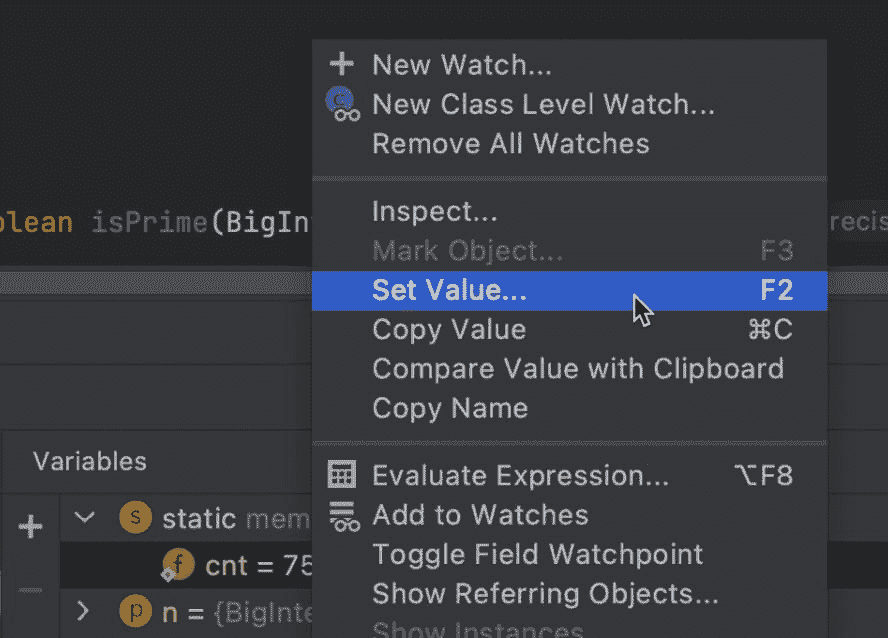 New Watch...
New Class Level Watch...
Remove All Watches
olean isPrime(BigInt
recis
Inspect...
Mark Object... F3
Set Value... F2
Copy Value ⌘C
Compare Value with Clipboard
Copy Name
Variables
Evaluate Expression... ⌥F8
static mem
Add to Watches
cnt = 75
Toggle Field Watchpoint
n = {BigInte
Show Referring Objects...
Show Instances